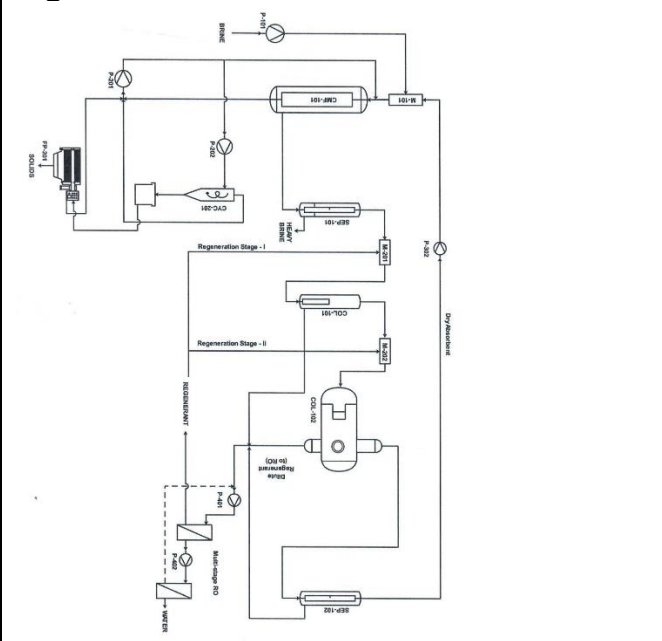 P-101
BRINE
M-101
CMF-101
P-201
P-202
FP-301
SOLIDS
CYC-201
SEP-101
HEAVY
BRINE
M-201
P-302
Regeneration Stage - I
COL-101
Dry Absorbent
Regeneration Stage - II
M-202
REGENERANT
COL-102
Dilute
Regenerant
(to RO)
P-401
P-402
Multi-stage RO
WATER
SEP-102